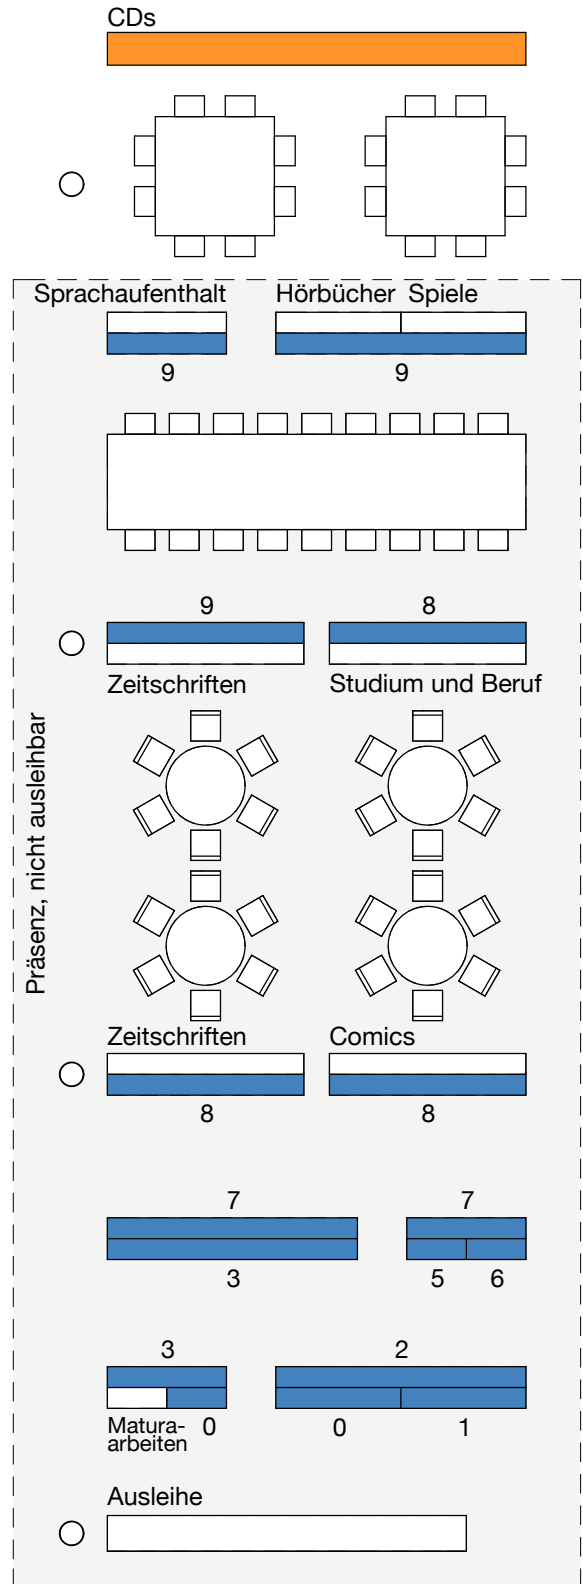 CDs
Sprachaufenthalt
Hörbücher Spiele
9
9
9
8
Zeitschriften
Studium und Beruf
Präsenz, nicht ausleihbar
Zeitschriften
Comics
8
8
7
7
3
5
6
3
2
Matura-
arbeiten
0
0
1
Ausleihe